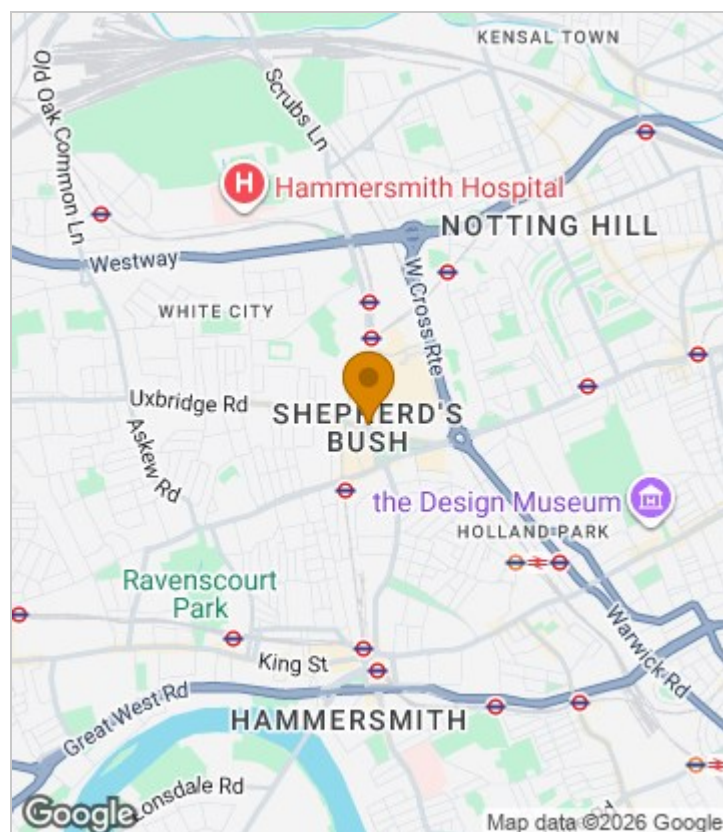 KENSAL TOWN
Old Oak Common Ln
Scrubs Ln
H
Hammersmith Hospital
NOTTING HILL
Westway
W Cross Rte
WHITE CITY
Uxbridge Rd
SHEPHERD'S
BUSH
Askew Rd
the Design Museum
HOLLAND PARK
Ravenscourt
Park
Warwick Rd
King St
Great West Rd
HAMMERSMITH
Lonsdale Rd
Google
Map data ©2026 Google